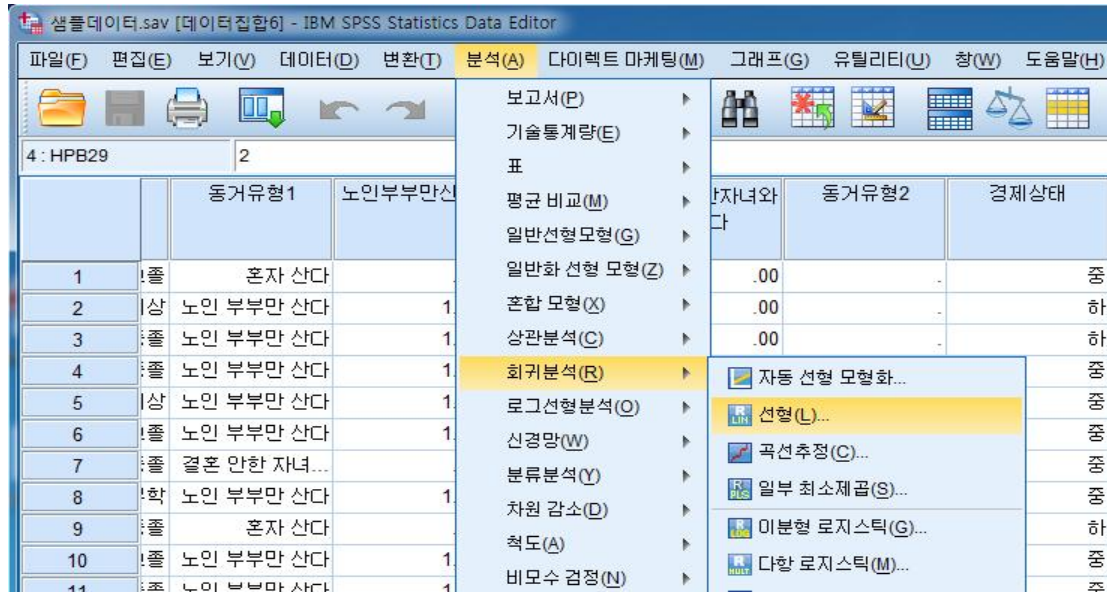 샘플데이터.sav [데이터집합6] - IBM SPSS Statistics Data Editor
파일(F) 편집(E) 보기(V) 데이터(D) 변환(T) 분석(A) 다이렉트 마케팅(M) 그래프(G) 유틸리티(U) 창(W) 도움말(H)
4 : HPB29 2
동거유형1 노인부부만산 동거유형2 경제상태
보고서(P)
기술통계량(E)
표
평균 비교(M)
일반선형모형(G)
일반화 선형 모형(Z)
혼합 모형(X)
상관분석(C)
회귀분석(R)
로그선형분석(O)
신경망(W)
분류분석(Y)
차원 감소(D)
척도(A)
비모수 검정(N)
자동 선형 모형화...
선형(L)...
곡선추정(C)...
일부 최소제곱(S)...
이분형 로지스틱(G)...
다항 로지스틱(M)...
1 졸 혼자 산다 .00 . 중
2 상 노인 부부만 산다 1. .00 . 하
3 졸 노인 부부만 산다 1. .00 . 하
4 졸 노인 부부만 산다 1. 중
5 상 노인 부부만 산다 1. 중
6 졸 노인 부부만 산다 1. 중
7 졸 결혼 안한 자녀... 중
8 학 노인 부부만 산다 1. 중
9 졸 혼자 산다 하
10 졸 노인 부부만 산다 1. 중